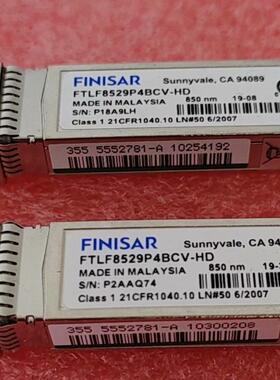 FINISAR Sunnyvale, CA 94089
FTLF8529P4BCV-HD
MADE IN MALAYSIA 850 nm 19-08
S/N: P18A9LH
Class 1 21CFR1040.10 LN#50 6/2007
355 5552781-A 10254192
FINISAR Sunnyvale, CA 94
FTLF8529P4BCV-HD
MADE IN MALAYSIA 850 nm 19-
S/N: P2AAQ74
Class 1 21CFR1040.10 LN#50 6/2007
355 5552781-A 10300208